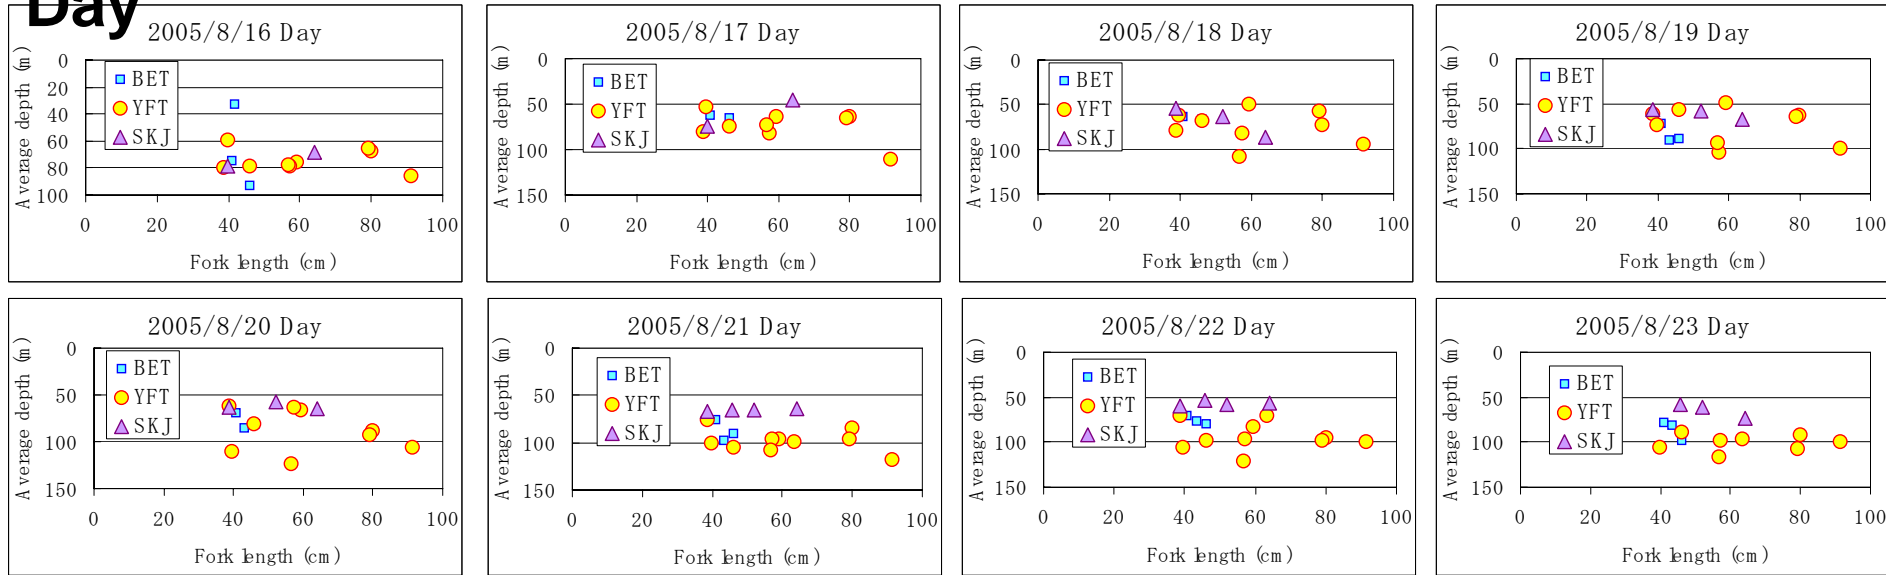 Day
2005/8/16 Day
Average depth (m)
0
20
40
60
80
100
BET
YFT
SKJ
0 20 40 60 80 100
Fork length (cm)
2005/8/17 Day
Average depth (m)
0
50
100
150
BET
YFT
SKJ
0 20 40 60 80 100
Fork length (cm)
2005/8/18 Day
Average depth (m)
0
50
100
150
BET
YFT
SKJ
0 20 40 60 80 100
Fork length (cm)
2005/8/19 Day
Average depth (m)
0
50
100
150
BET
YFT
SKJ
0 20 40 60 80 100
Fork length (cm)
2005/8/20 Day
Average depth (m)
0
50
100
150
BET
YFT
SKJ
0 20 40 60 80 100
Fork length (cm)
2005/8/21 Day
Average depth (m)
0
50
100
150
BET
YFT
SKJ
0 20 40 60 80 100
Fork length (cm)
2005/8/22 Day
Average depth (m)
0
50
100
150
BET
YFT
SKJ
0 20 40 60 80 100
Fork length (cm)
2005/8/23 Day
Average depth (m)
0
50
100
150
BET
YFT
SKJ
0 20 40 60 80 100
Fork length (cm)